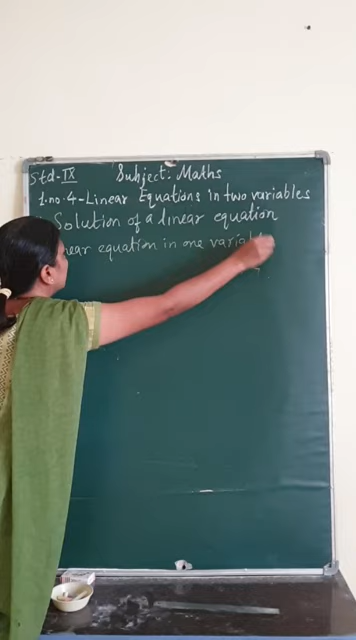 Std-IX Subject: Maths
L.no.4-Linear Equations in two variables
Solution of a linear equation
equation in one